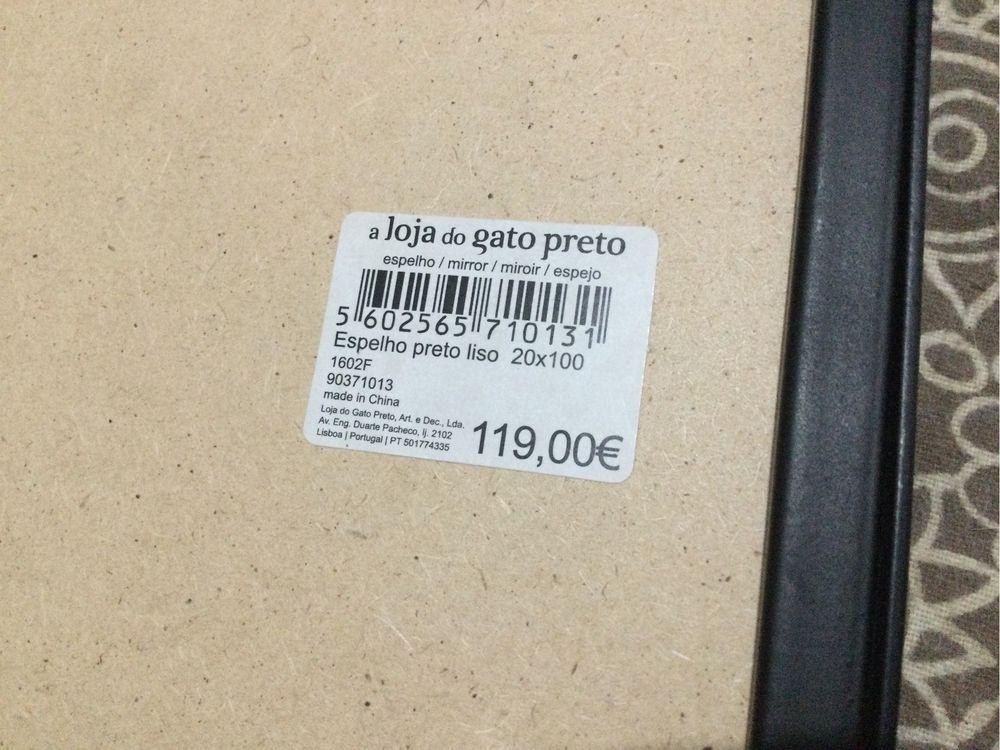 a loja do gato preto
espelho / mirror / miroir / espejo
5 602565 710131
Espelho preto liso 20x100
1602F
90371013
made in China
Loja do Gato Preto, Art. e Dec., Lda.
Av. Eng. Duarte Pacheco, lj. 2102
Lisboa | Portugal | PT 501774335
119,00€